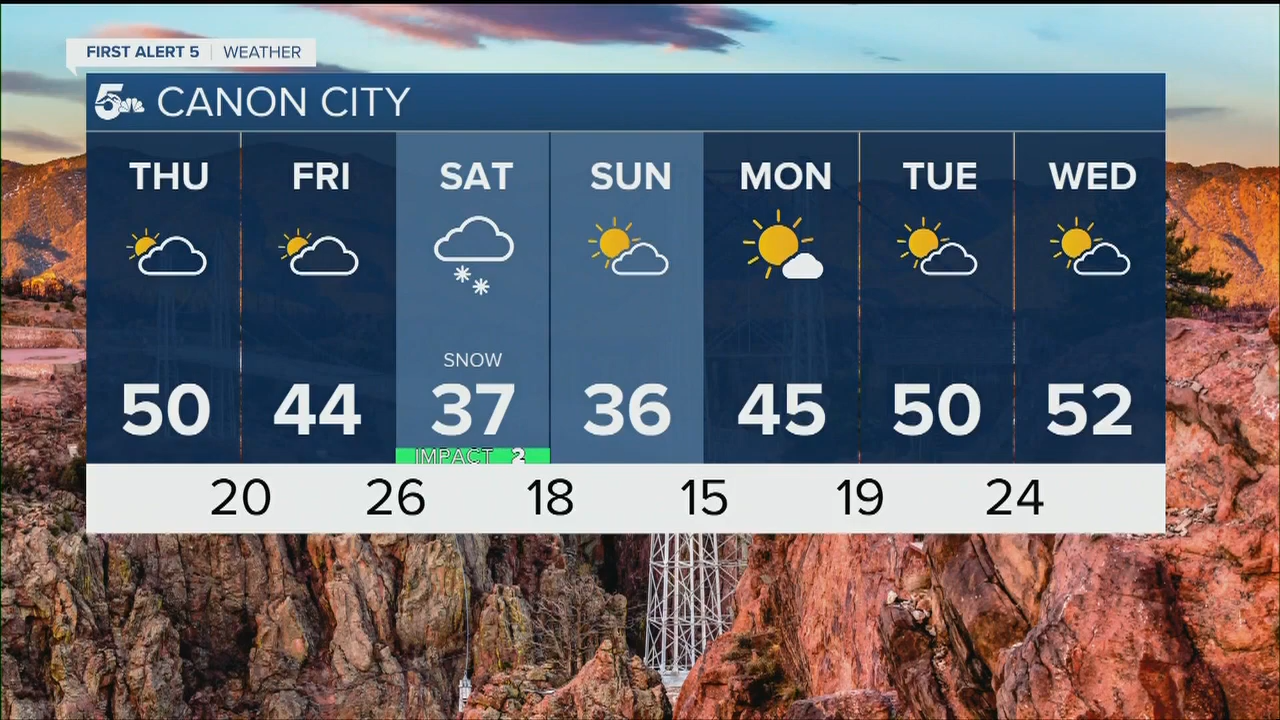 FIRST ALERT 5 | WEATHER
5 CANON CITY
THU FRI SAT SUN MON TUE WED
SNOW
50 44 37 36 45 50 52
IMPACT 2
20 26 18 15 19 24